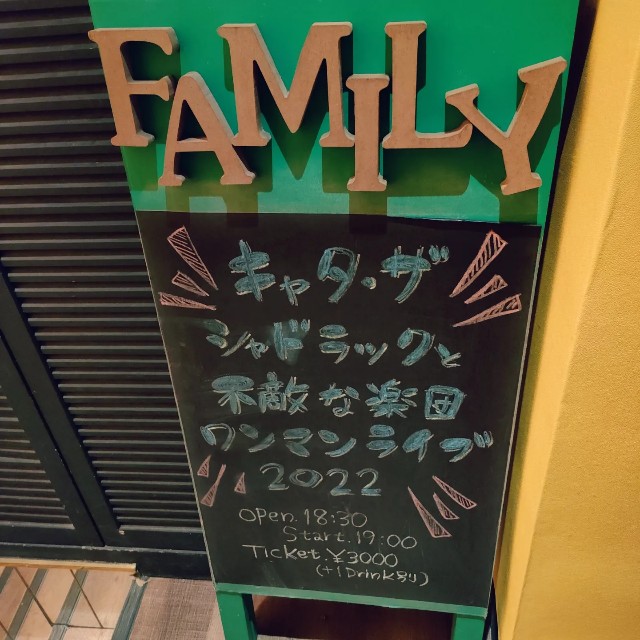 FAMILY
キャタ・ザ
シャドラックと
不敵な楽団
ワンマンライブ
2022
open.18:30
Start.19:00
Ticket.¥3000
(+1Drink別り)